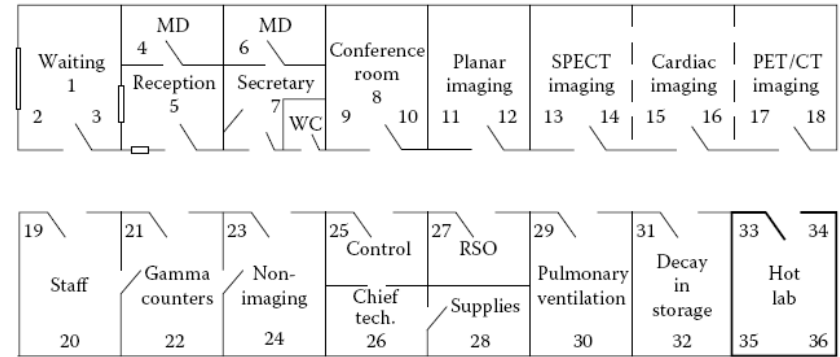 MD
MD
4
6
Waiting
1
Reception
5
Secretary
7
WC
Conference
room
8
Planar
imaging
SPECT
imaging
Cardiac
imaging
PET/CT
imaging
2
3
9
10
11
12
13
14
15
16
17
18
19
21
23
25
27
29
31
33
34
Control
RSO
Staff
Gamma
counters
Non-
imaging
Chief
tech.
Supplies
Pulmonary
ventilation
Decay
in
storage
Hot
lab
20
22
24
26
28
30
32
35
36